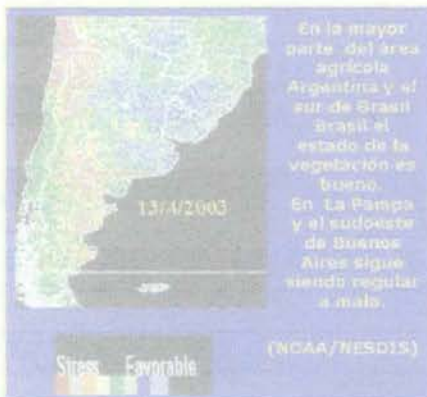 En la mayor
parte del área
agrícola
Argentina y el
sur de Brasil
Brasil el
estado de la
vegetación es
bueno.
En La Pampa
y el sudoeste
de Buenos
Aires sigue
siendo regular
a malo.
13/4/2003
(NOAA/NESDIS)
Stress Favorable